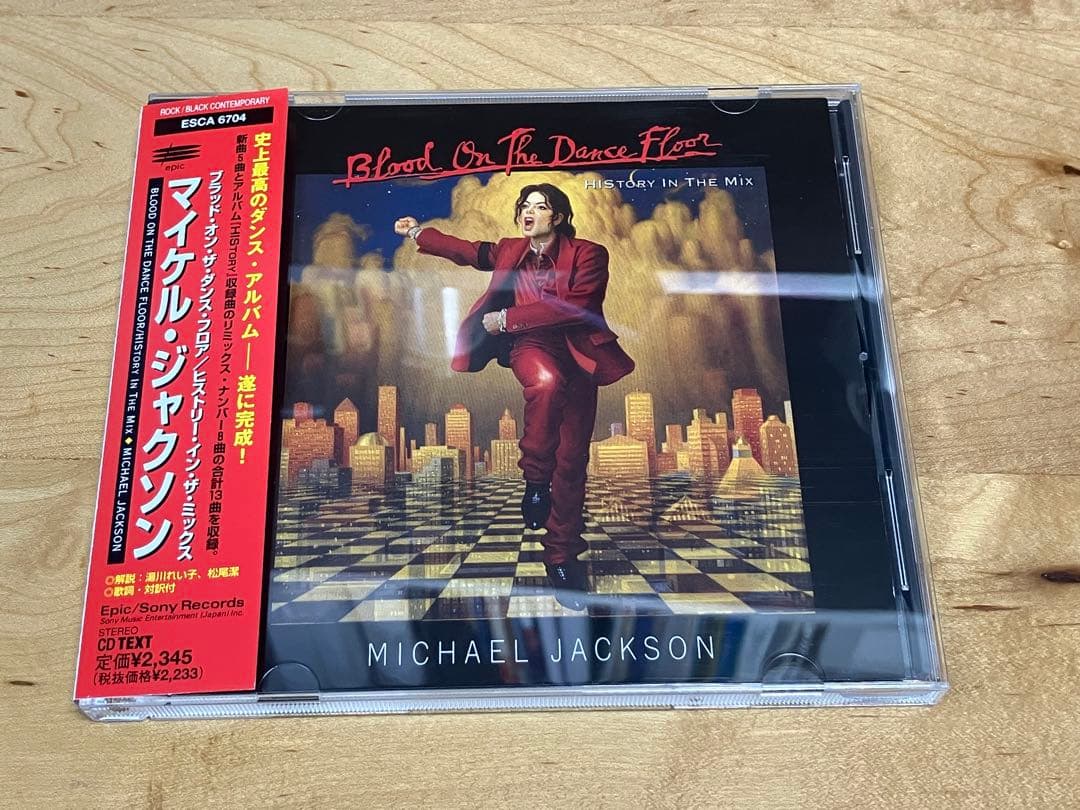 ROCK / BLACK CONTEMPORARY
ESCA 6704
epic
史上最高のダンス・アルバム── 遂に完成!
新曲5曲とアルバム「HISTORY」収録曲のリミックス・ナンバー8曲の合計13曲を収録。
ブラッド・オン・ザ・ダンス・フロア/ヒストリー・イン・ザ・ミックス
マイケル・ジャクソン
BLOOD ON THE DANCE FLOOR/HISTORY IN THE MIX◆MICHAEL JACKSON
◎解説:湯川れい子、松尾潔
◎歌詞・対訳付
Epic/Sony Records
Sony Music Entertainment (Japan) Inc.
STEREO
CD TEXT
定価¥2,345
(税抜価格¥2,233)
Blood On The Dance Floor
HIStory In The Mix
MICHAEL JACKSON